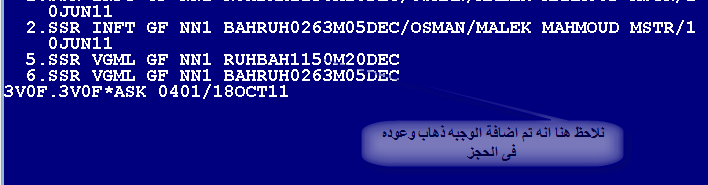 0JUN11
2.SSR INFT GF NN1 BAHRUH0263M05DEC/OSMAN/MALEK MAHMOUD MSTR/1
0JUN11
5.SSR VGML GF NN1 RUHBAH1150M20DEC
6.SSR VGML GF NN1 BAHRUH0263M05DEC
3V0F.3V0F*ASK 0401/18OCT11
نلاحظ هنا انه تم اضافة الوجبه ذهاب وعوده
فى الحجز